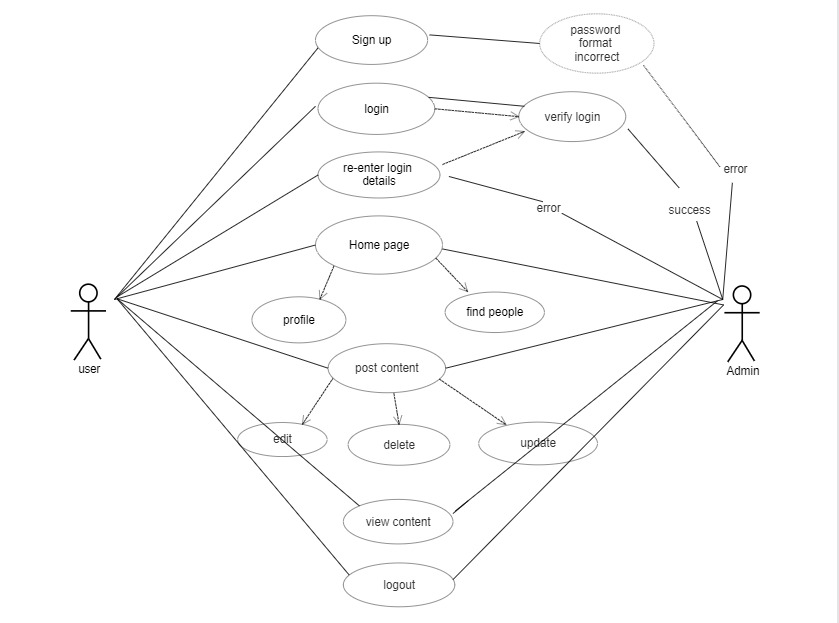 Sign up
password
format
incorrect
login
verify login
re-enter login
details
error
error
success
Home page
profile
find people
user
Admin
post content
edit
delete
update
view content
logout